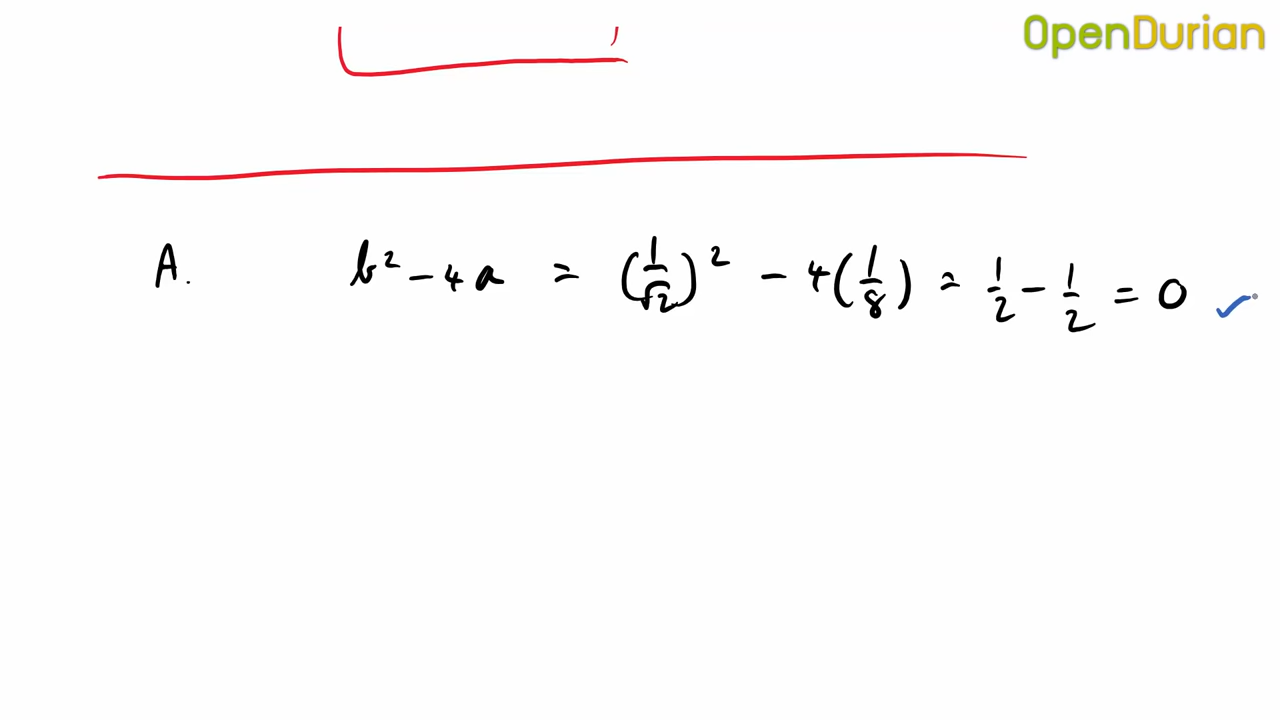 OpenDurian
A. b² – 4a = (1/√2)² – 4(1/8) = 1/2 – 1/2 = 0 ✓